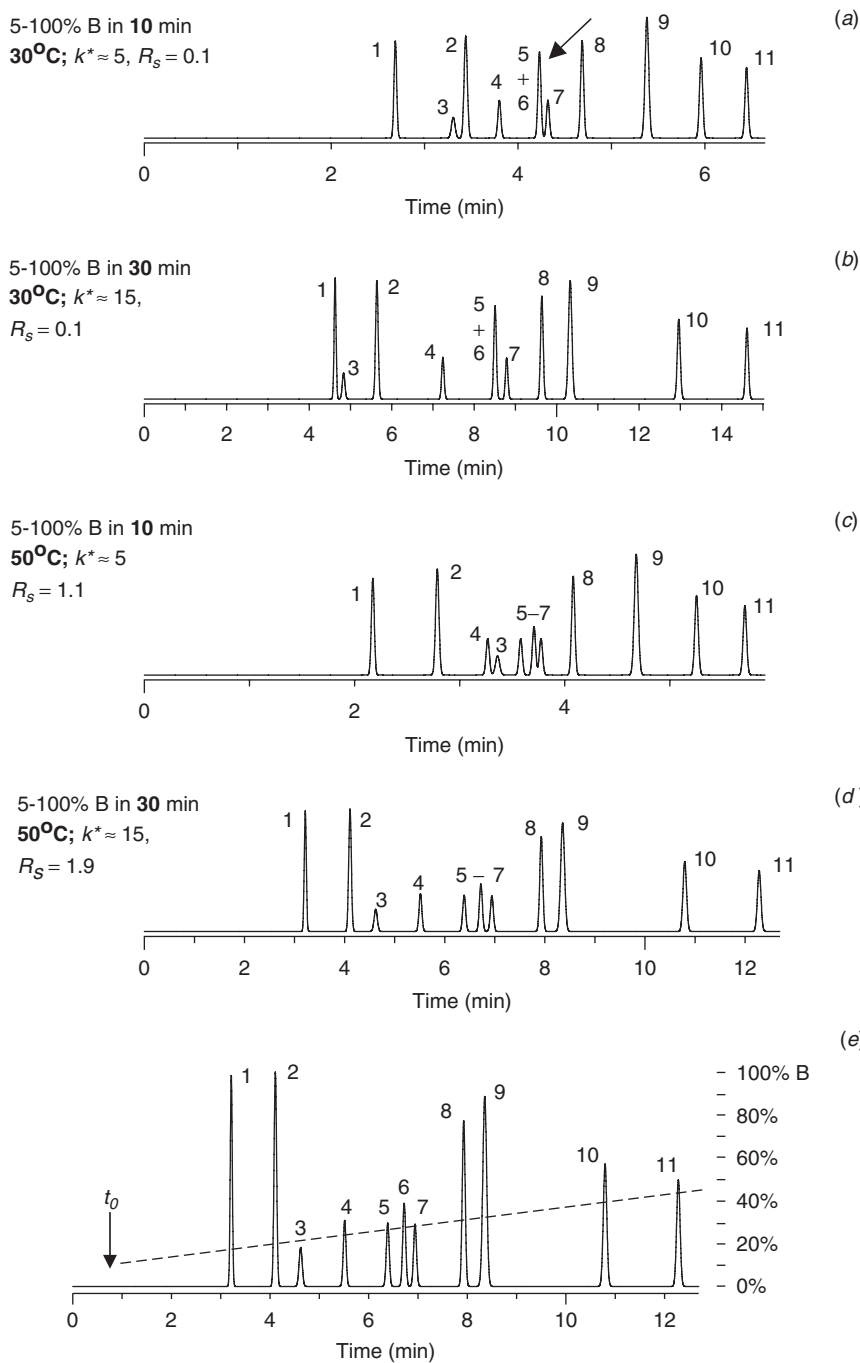 5-100% B in 10 min
30°C; k* ≈ 5, Rs = 0.1
(a)
1
2
3
4
5
+
6
7
8
9
10
11
0 2 4 6
Time (min)
5-100% B in 30 min
30°C; k* ≈ 15,
Rs = 0.1
(b)
1
2
3
4
5
+
6
7
8
9
10
11
0 2 4 6 8 10 12 14
Time (min)
5-100% B in 10 min
50°C; k* ≈ 5
Rs = 1.1
(c)
1
2
4
3
5–7
8
9
10
11
0 2 4
Time (min)
5-100% B in 30 min
50°C; k* ≈ 15,
RS = 1.9
(d)
1
2
3
4
5 – 7
8
9
10
11
0 2 4 6 8 10 12
Time (min)
(e)
t0
1
2
3
4
5
6
7
8
9
10
11
100% B
80%
60%
40%
20%
0%
0 2 4 6 8 10 12
Time (min)